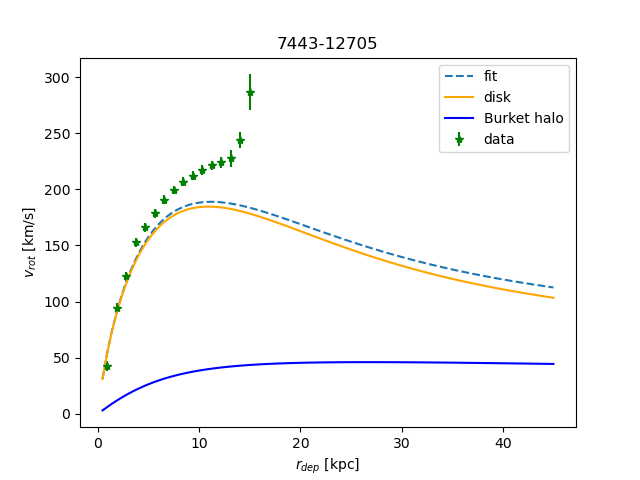 7443-12705
300
250
200
150
100
50
0
v_rot [km/s]
fit
disk
Burket halo
data
0 10 20 30 40
r_dep [kpc]